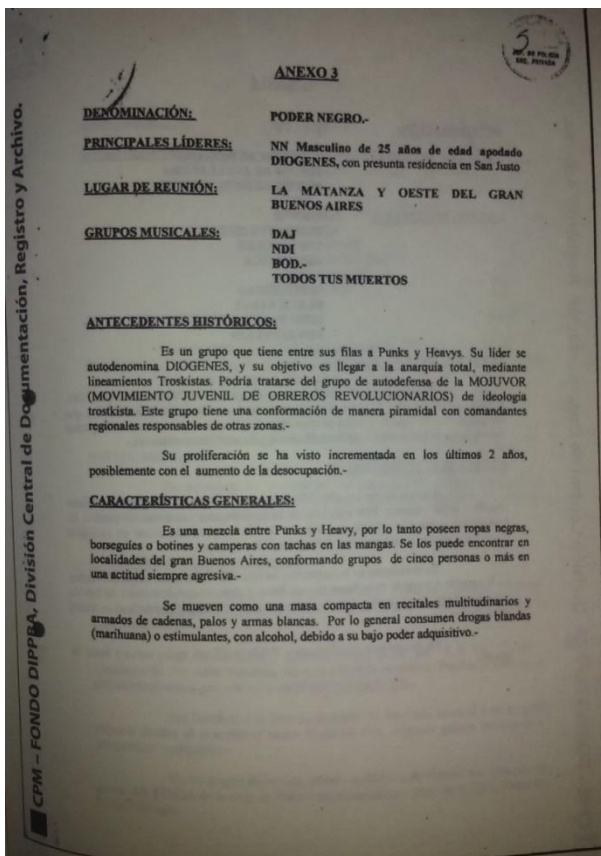 5
JEF. DE POLICIA
SEC. PRIVADA
ANEXO 3
DENOMINACIÓN: PODER NEGRO.-
PRINCIPALES LÍDERES: NN Masculino de 25 años de edad apodado
DIOGENES, con presunta residencia en San Justo
LUGAR DE REUNIÓN: LA MATANZA Y OESTE DEL GRAN
BUENOS AIRES
GRUPOS MUSICALES: DAJ
NDI
BOD.-
TODOS TUS MUERTOS
ANTECEDENTES HISTÓRICOS:
Es un grupo que tiene entre sus filas a Punks y Heavys. Su líder se
autodenomina DIOGENES, y su objetivo es llegar a la anarquía total, mediante
lineamientos Troskistas. Podría tratarse del grupo de autodefensa de la MOJUVOR
(MOVIMIENTO JUVENIL DE OBREROS REVOLUCIONARIOS) de ideología
trostkista. Este grupo tiene una conformación de manera piramidal con comandantes
regionales responsables de otras zonas.-
Su proliferación se ha visto incrementada en los últimos 2 años,
posiblemente con el aumento de la desocupación.-
CARACTERÍSTICAS GENERALES:
Es una mezcla entre Punks y Heavy, por lo tanto poseen ropas negras,
borseguíes o botines y camperas con tachas en las mangas. Se los puede encontrar en
localidades del gran Buenos Aires, conformando grupos de cinco personas o más en
una actitud siempre agresiva.-
Se mueven como una masa compacta en recitales multitudinarios y
armados de cadenas, palos y armas blancas. Por lo general consumen drogas blandas
(marihuana) o estimulantes, con alcohol, debido a su bajo poder adquisitivo.-
CPM – FONDO DIPPBA, División Central de Documentación, Registro y Archivo.